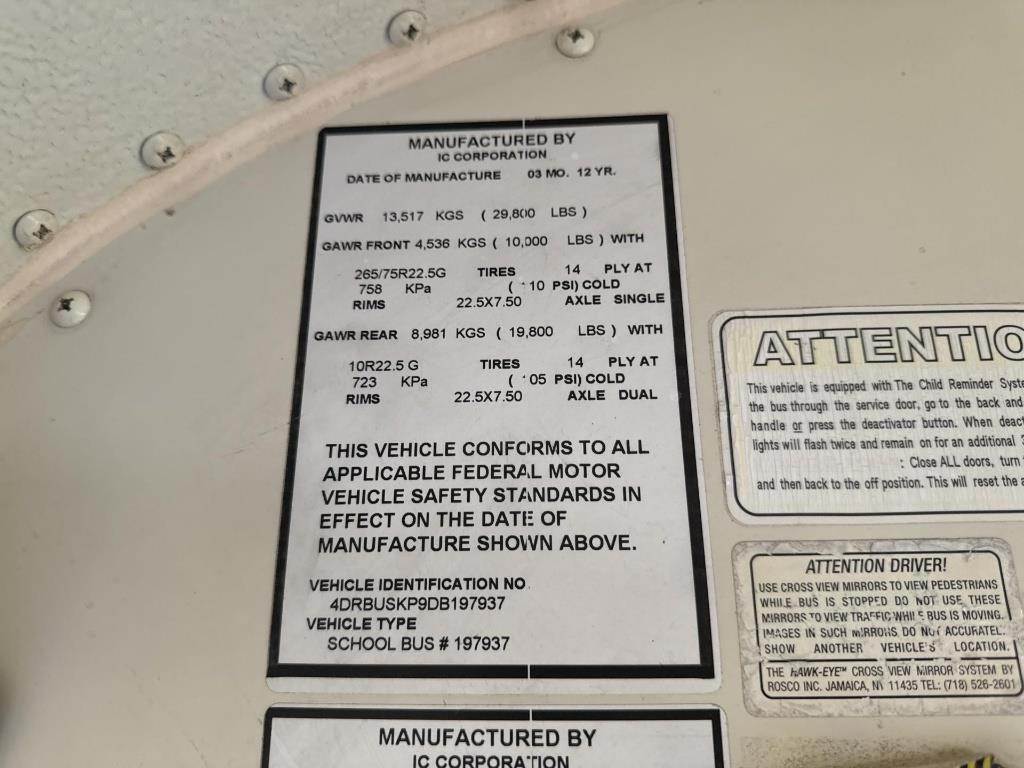 MANUFACTURED BY
IC CORPORATION
DATE OF MANUFACTURE 03 MO. 12 YR.
GVWR 13,517 KGS ( 29,800 LBS )
GAWR FRONT 4,536 KGS ( 10,000 LBS ) WITH
265/75R22.5G TIRES 14 PLY AT
758 KPa ( 110 PSI) COLD
RIMS 22.5X7.50 AXLE SINGLE
GAWR REAR 8,981 KGS ( 19,800 LBS ) WITH
10R22.5 G TIRES 14 PLY AT
723 KPa ( 105 PSI) COLD
RIMS 22.5X7.50 AXLE DUAL
THIS VEHICLE CONFORMS TO ALL
APPLICABLE FEDERAL MOTOR
VEHICLE SAFETY STANDARDS IN
EFFECT ON THE DATE OF
MANUFACTURE SHOWN ABOVE.
VEHICLE IDENTIFICATION NO.
4DRBUSKP9DB197937
VEHICLE TYPE
SCHOOL BUS # 197937
MANUFACTURED BY
IC CORPORATION
ATTENTIO
This vehicle is equipped with The Child Reminder Syste
the bus through the service door, go to the back and
handle or press the deactivator button. When deact
lights will flash twice and remain on for an additional
: Close ALL doors, turn
and then back to the off position. This will reset the a
ATTENTION DRIVER!
USE CROSS VIEW MIRRORS TO VIEW PEDESTRIANS
WHILE BUS IS STOPPED DO NOT USE THESE
MIRRORS TO VIEW TRAFFIC WHILE BUS IS MOVING.
IMAGES IN SUCH MIRRORS, DO NOT ACCURATEL
SHOW ANOTHER VEHICLE'S LOCATION.
THE HAWK-EYE™ CROSS VIEW MIRROR SYSTEM BY
ROSCO INC. JAMAICA, NY 11435 TEL: (718) 526-2601